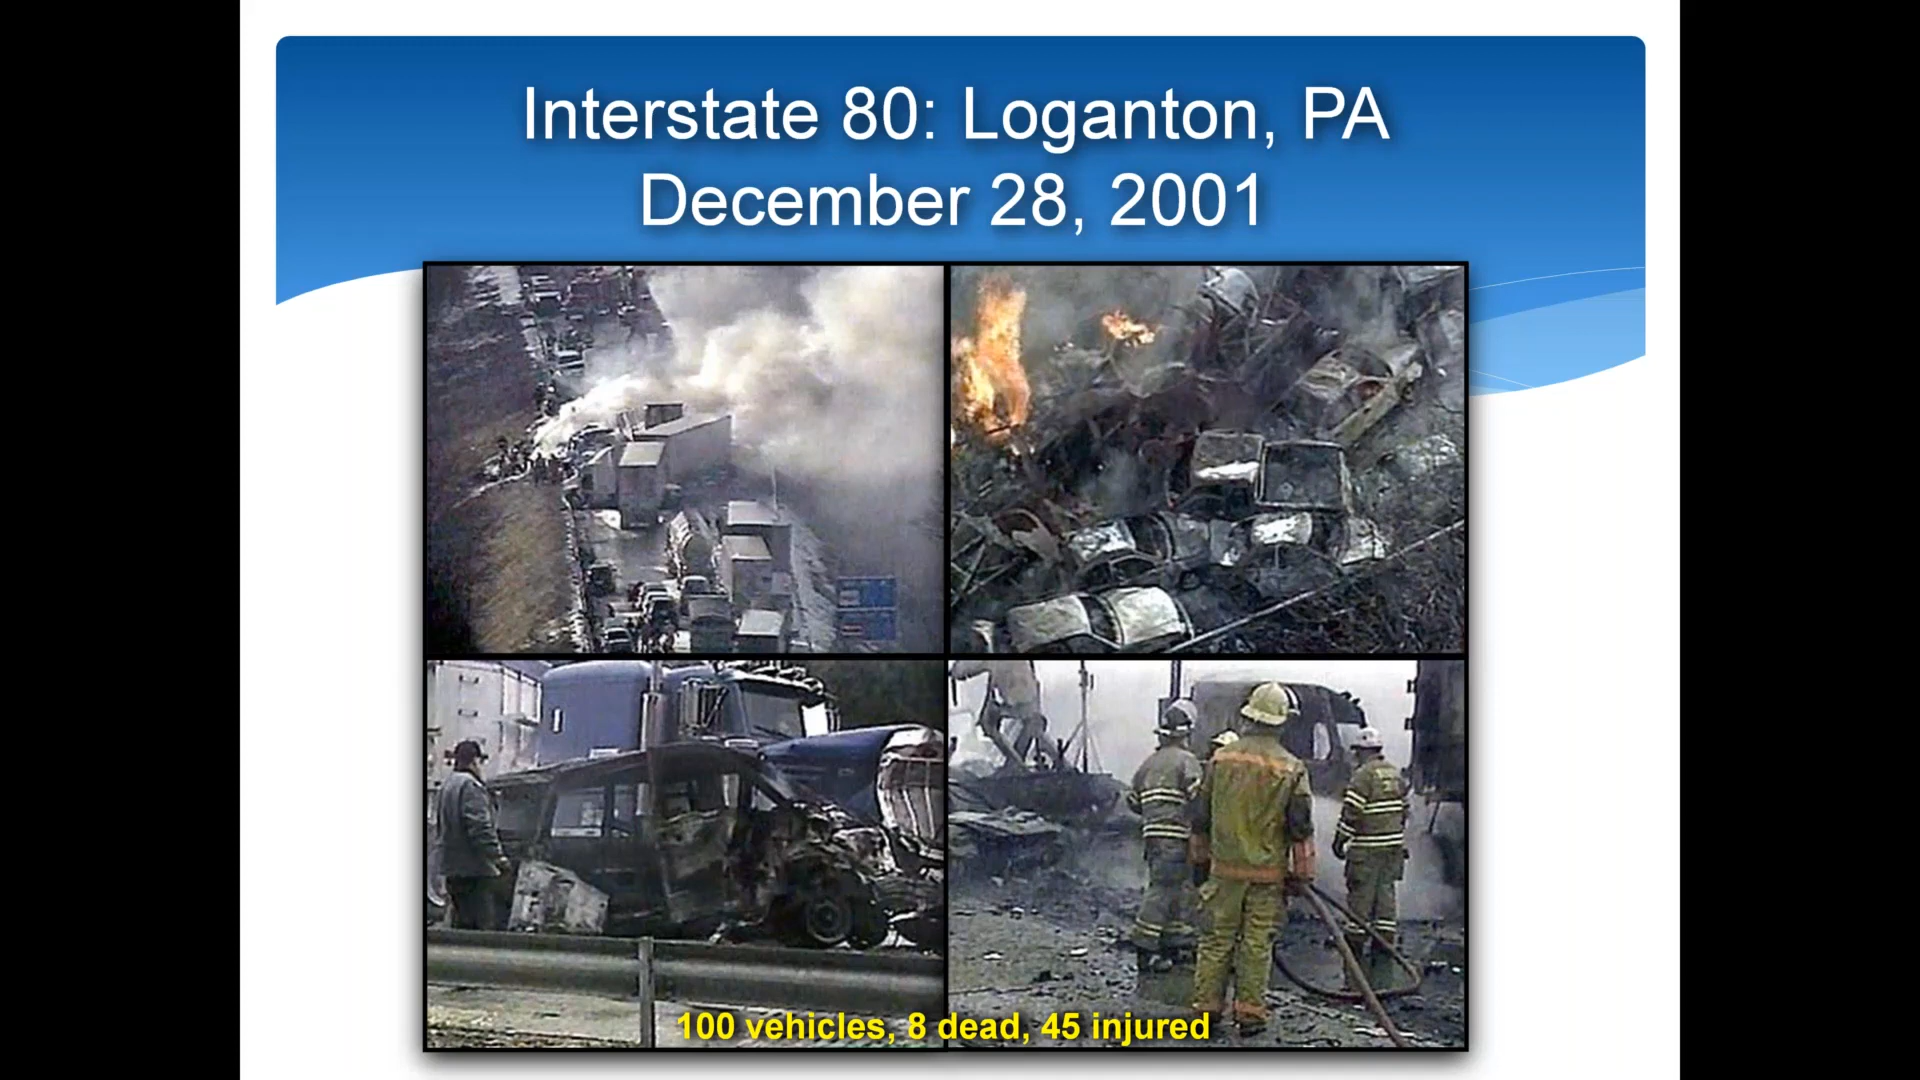 Interstate 80: Loganton, PA
December 28, 2001
100 vehicles, 8 dead, 45 injured